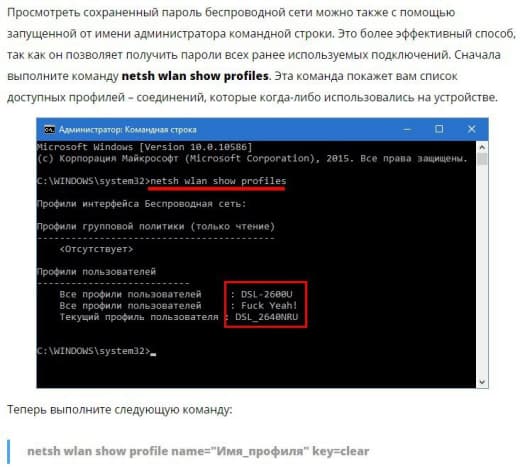 Просмотреть сохраненный пароль беспроводной сети можно также с помощью
запущенной от имени администратора командной строки. Это более эффективный способ,
так как он позволяет получить пароли всех ранее используемых подключений. Сначала
выполните команду netsh wlan show profiles. Эта команда покажет вам список
доступных профилей – соединений, которые когда-либо использовались на устройстве.
Администратор: Командная строка
Microsoft Windows [Version 10.0.10586]
(c) Корпорация Майкрософт (Microsoft Corporation), 2015. Все права защищены.
C:\WINDOWS\system32>netsh wlan show profiles
Профили интерфейса Беспроводная сеть:
Профили групповой политики (только чтение)
---------------------------------
<Отсутствует>
Профили пользователей
---------------------------
Все профили пользователей : DSL-2600U
Все профили пользователей : Fuck Yeah!
Текущий профиль пользователя : DSL_2640NRU
C:\WINDOWS\system32>_
Теперь выполните следующую команду:
netsh wlan show profile name="Имя_профиля" key=clear